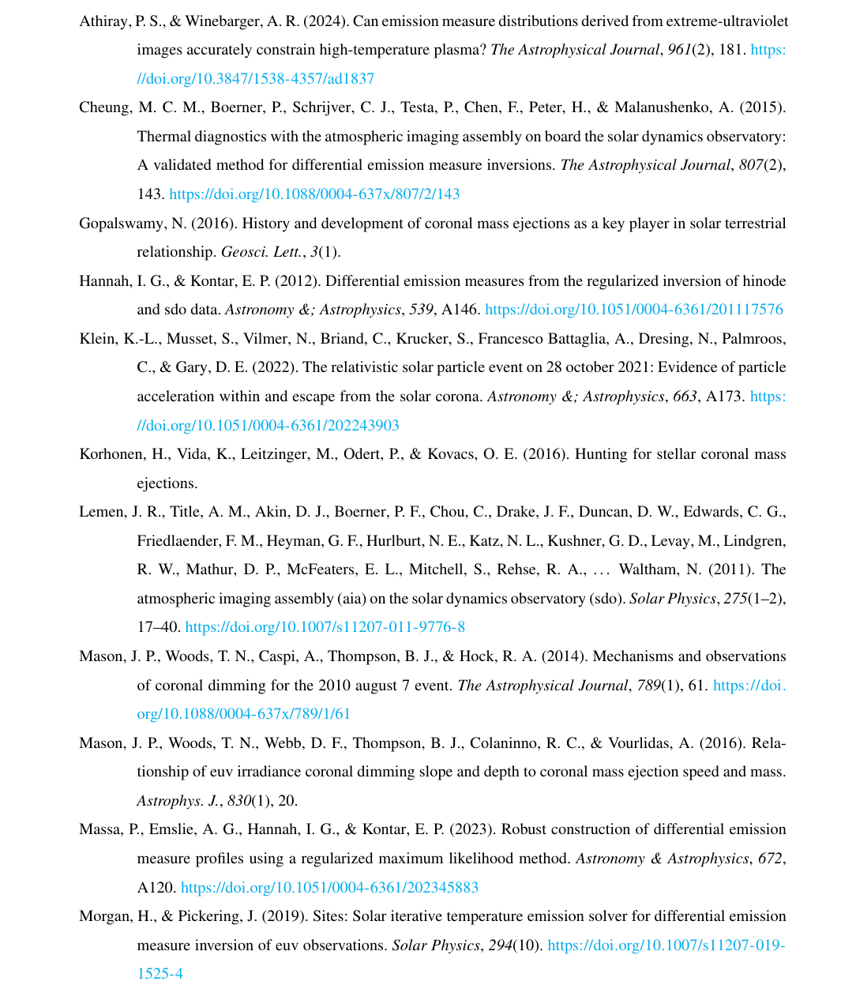 Athiray, P. S., & Winebarger, A. R. (2024). Can emission measure distributions derived from extreme-ultraviolet
images accurately constrain high-temperature plasma? The Astrophysical Journal, 961(2), 181. https:
//doi.org/10.3847/1538-4357/ad1837
Cheung, M. C. M., Boerner, P., Schrijver, C. J., Testa, P., Chen, F., Peter, H., & Malanushenko, A. (2015).
Thermal diagnostics with the atmospheric imaging assembly on board the solar dynamics observatory:
A validated method for differential emission measure inversions. The Astrophysical Journal, 807(2),
143. https://doi.org/10.1088/0004-637x/807/2/143
Gopalswamy, N. (2016). History and development of coronal mass ejections as a key player in solar terrestrial
relationship. Geosci. Lett., 3(1).
Hannah, I. G., & Kontar, E. P. (2012). Differential emission measures from the regularized inversion of hinode
and sdo data. Astronomy &; Astrophysics, 539, A146. https://doi.org/10.1051/0004-6361/201117576
Klein, K.-L., Musset, S., Vilmer, N., Briand, C., Krucker, S., Francesco Battaglia, A., Dresing, N., Palmroos,
C., & Gary, D. E. (2022). The relativistic solar particle event on 28 october 2021: Evidence of particle
acceleration within and escape from the solar corona. Astronomy &; Astrophysics, 663, A173. https:
//doi.org/10.1051/0004-6361/202243903
Korhonen, H., Vida, K., Leitzinger, M., Odert, P., & Kovacs, O. E. (2016). Hunting for stellar coronal mass
ejections.
Lemen, J. R., Title, A. M., Akin, D. J., Boerner, P. F., Chou, C., Drake, J. F., Duncan, D. W., Edwards, C. G.,
Friedlaender, F. M., Heyman, G. F., Hurlburt, N. E., Katz, N. L., Kushner, G. D., Levay, M., Lindgren,
R. W., Mathur, D. P., McFeaters, E. L., Mitchell, S., Rehse, R. A., … Waltham, N. (2011). The
atmospheric imaging assembly (aia) on the solar dynamics observatory (sdo). Solar Physics, 275(1–2),
17–40. https://doi.org/10.1007/s11207-011-9776-8
Mason, J. P., Woods, T. N., Caspi, A., Thompson, B. J., & Hock, R. A. (2014). Mechanisms and observations
of coronal dimming for the 2010 august 7 event. The Astrophysical Journal, 789(1), 61. https://doi.
org/10.1088/0004-637x/789/1/61
Mason, J. P., Woods, T. N., Webb, D. F., Thompson, B. J., Colaninno, R. C., & Vourlidas, A. (2016). Rela-
tionship of euv irradiance coronal dimming slope and depth to coronal mass ejection speed and mass.
Astrophys. J., 830(1), 20.
Massa, P., Emslie, A. G., Hannah, I. G., & Kontar, E. P. (2023). Robust construction of differential emission
measure profiles using a regularized maximum likelihood method. Astronomy & Astrophysics, 672,
A120. https://doi.org/10.1051/0004-6361/202345883
Morgan, H., & Pickering, J. (2019). Sites: Solar iterative temperature emission solver for differential emission
measure inversion of euv observations. Solar Physics, 294(10). https://doi.org/10.1007/s11207-019-
1525-4